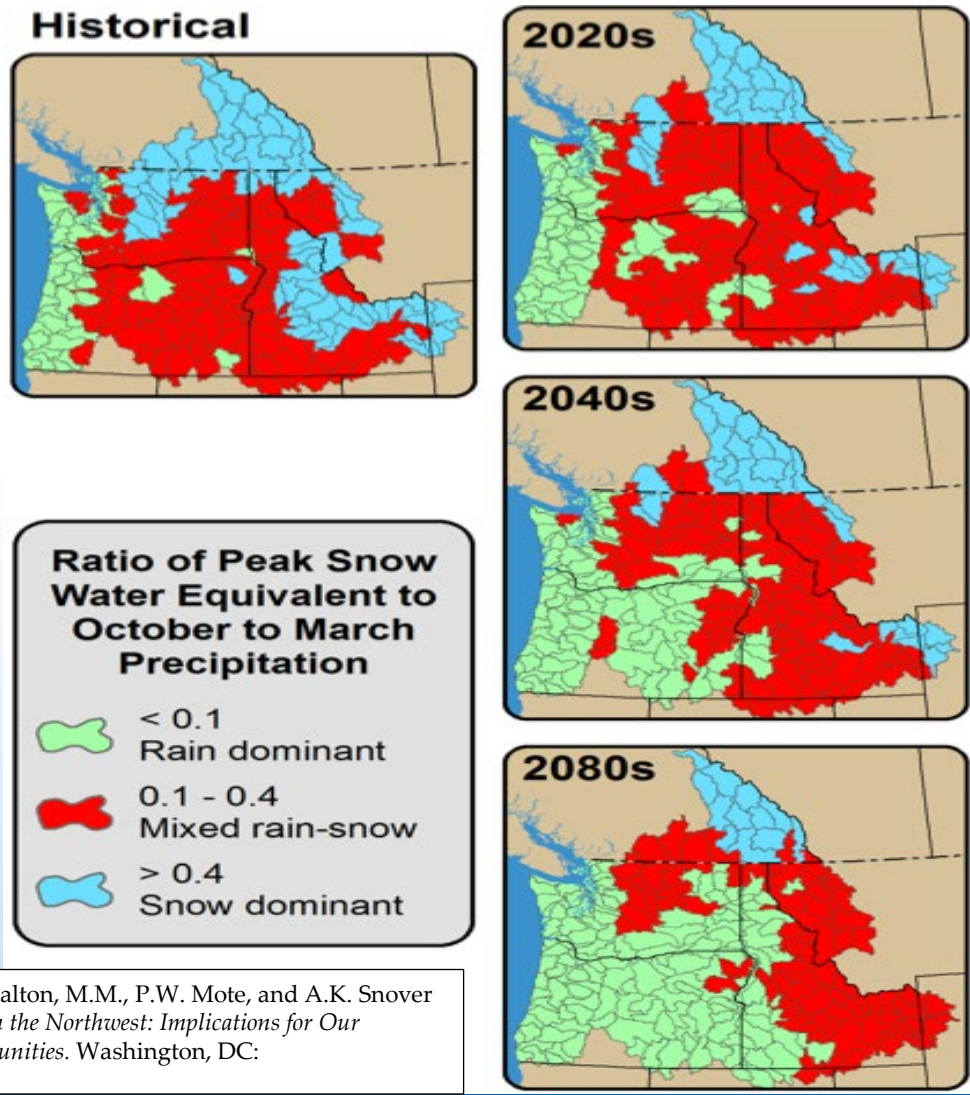 Historical
2020s
2040s
Ratio of Peak Snow
Water Equivalent to
October to March
Precipitation
< 0.1
Rain dominant
0.1 - 0.4
Mixed rain-snow
> 0.4
Snow dominant
2080s
alton, M.M., P.W. Mote, and A.K. Snover
the Northwest: Implications for Our
unities. Washington, DC: